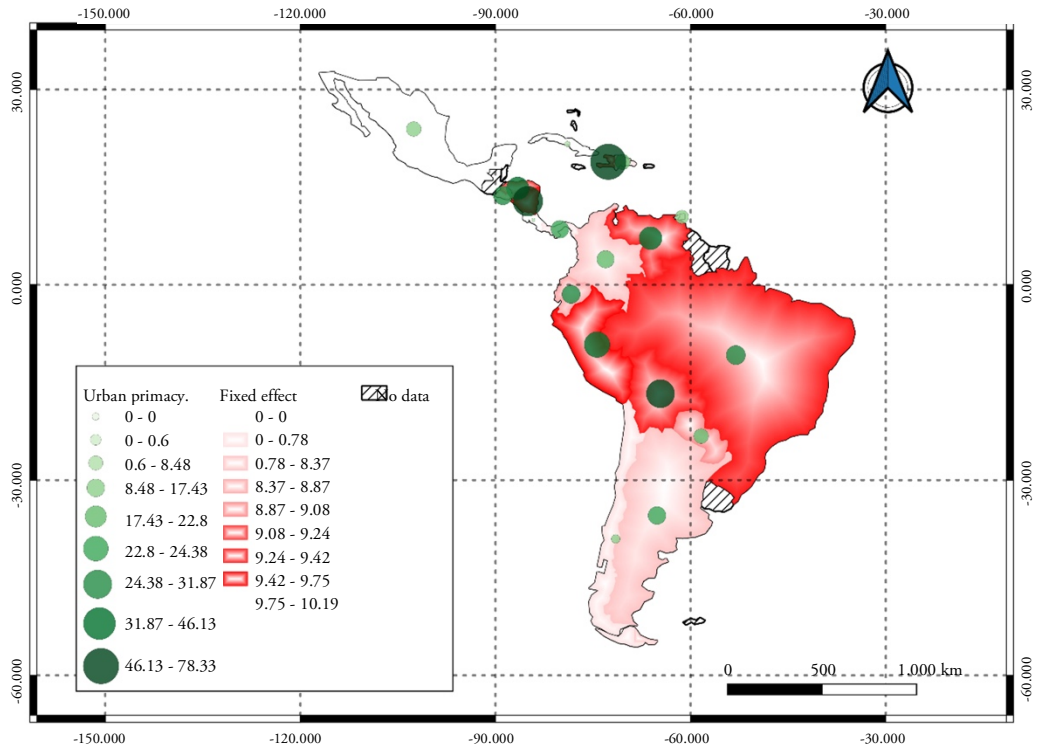 -150.000 -120.000 -90.000 -60.000 -30.000
30.000 30.000
0.000 0.000
-30.000 -30.000
-60.000 -60.000
Urban primacy. Fixed effect o data
0 - 0 0 - 0
0 - 0.6 0 - 0.78
0.6 - 8.48 0.78 - 8.37
8.48 - 17.43 8.37 - 8.87
17.43 - 22.8 8.87 - 9.08
22.8 - 24.38 9.08 - 9.24
24.38 - 31.87 9.24 - 9.42
31.87 - 46.13 9.42 - 9.75
46.13 - 78.33 9.75 - 10.19
0 500 1.000 km
-150.000 -120.000 -90.000 -60.000 -30.000